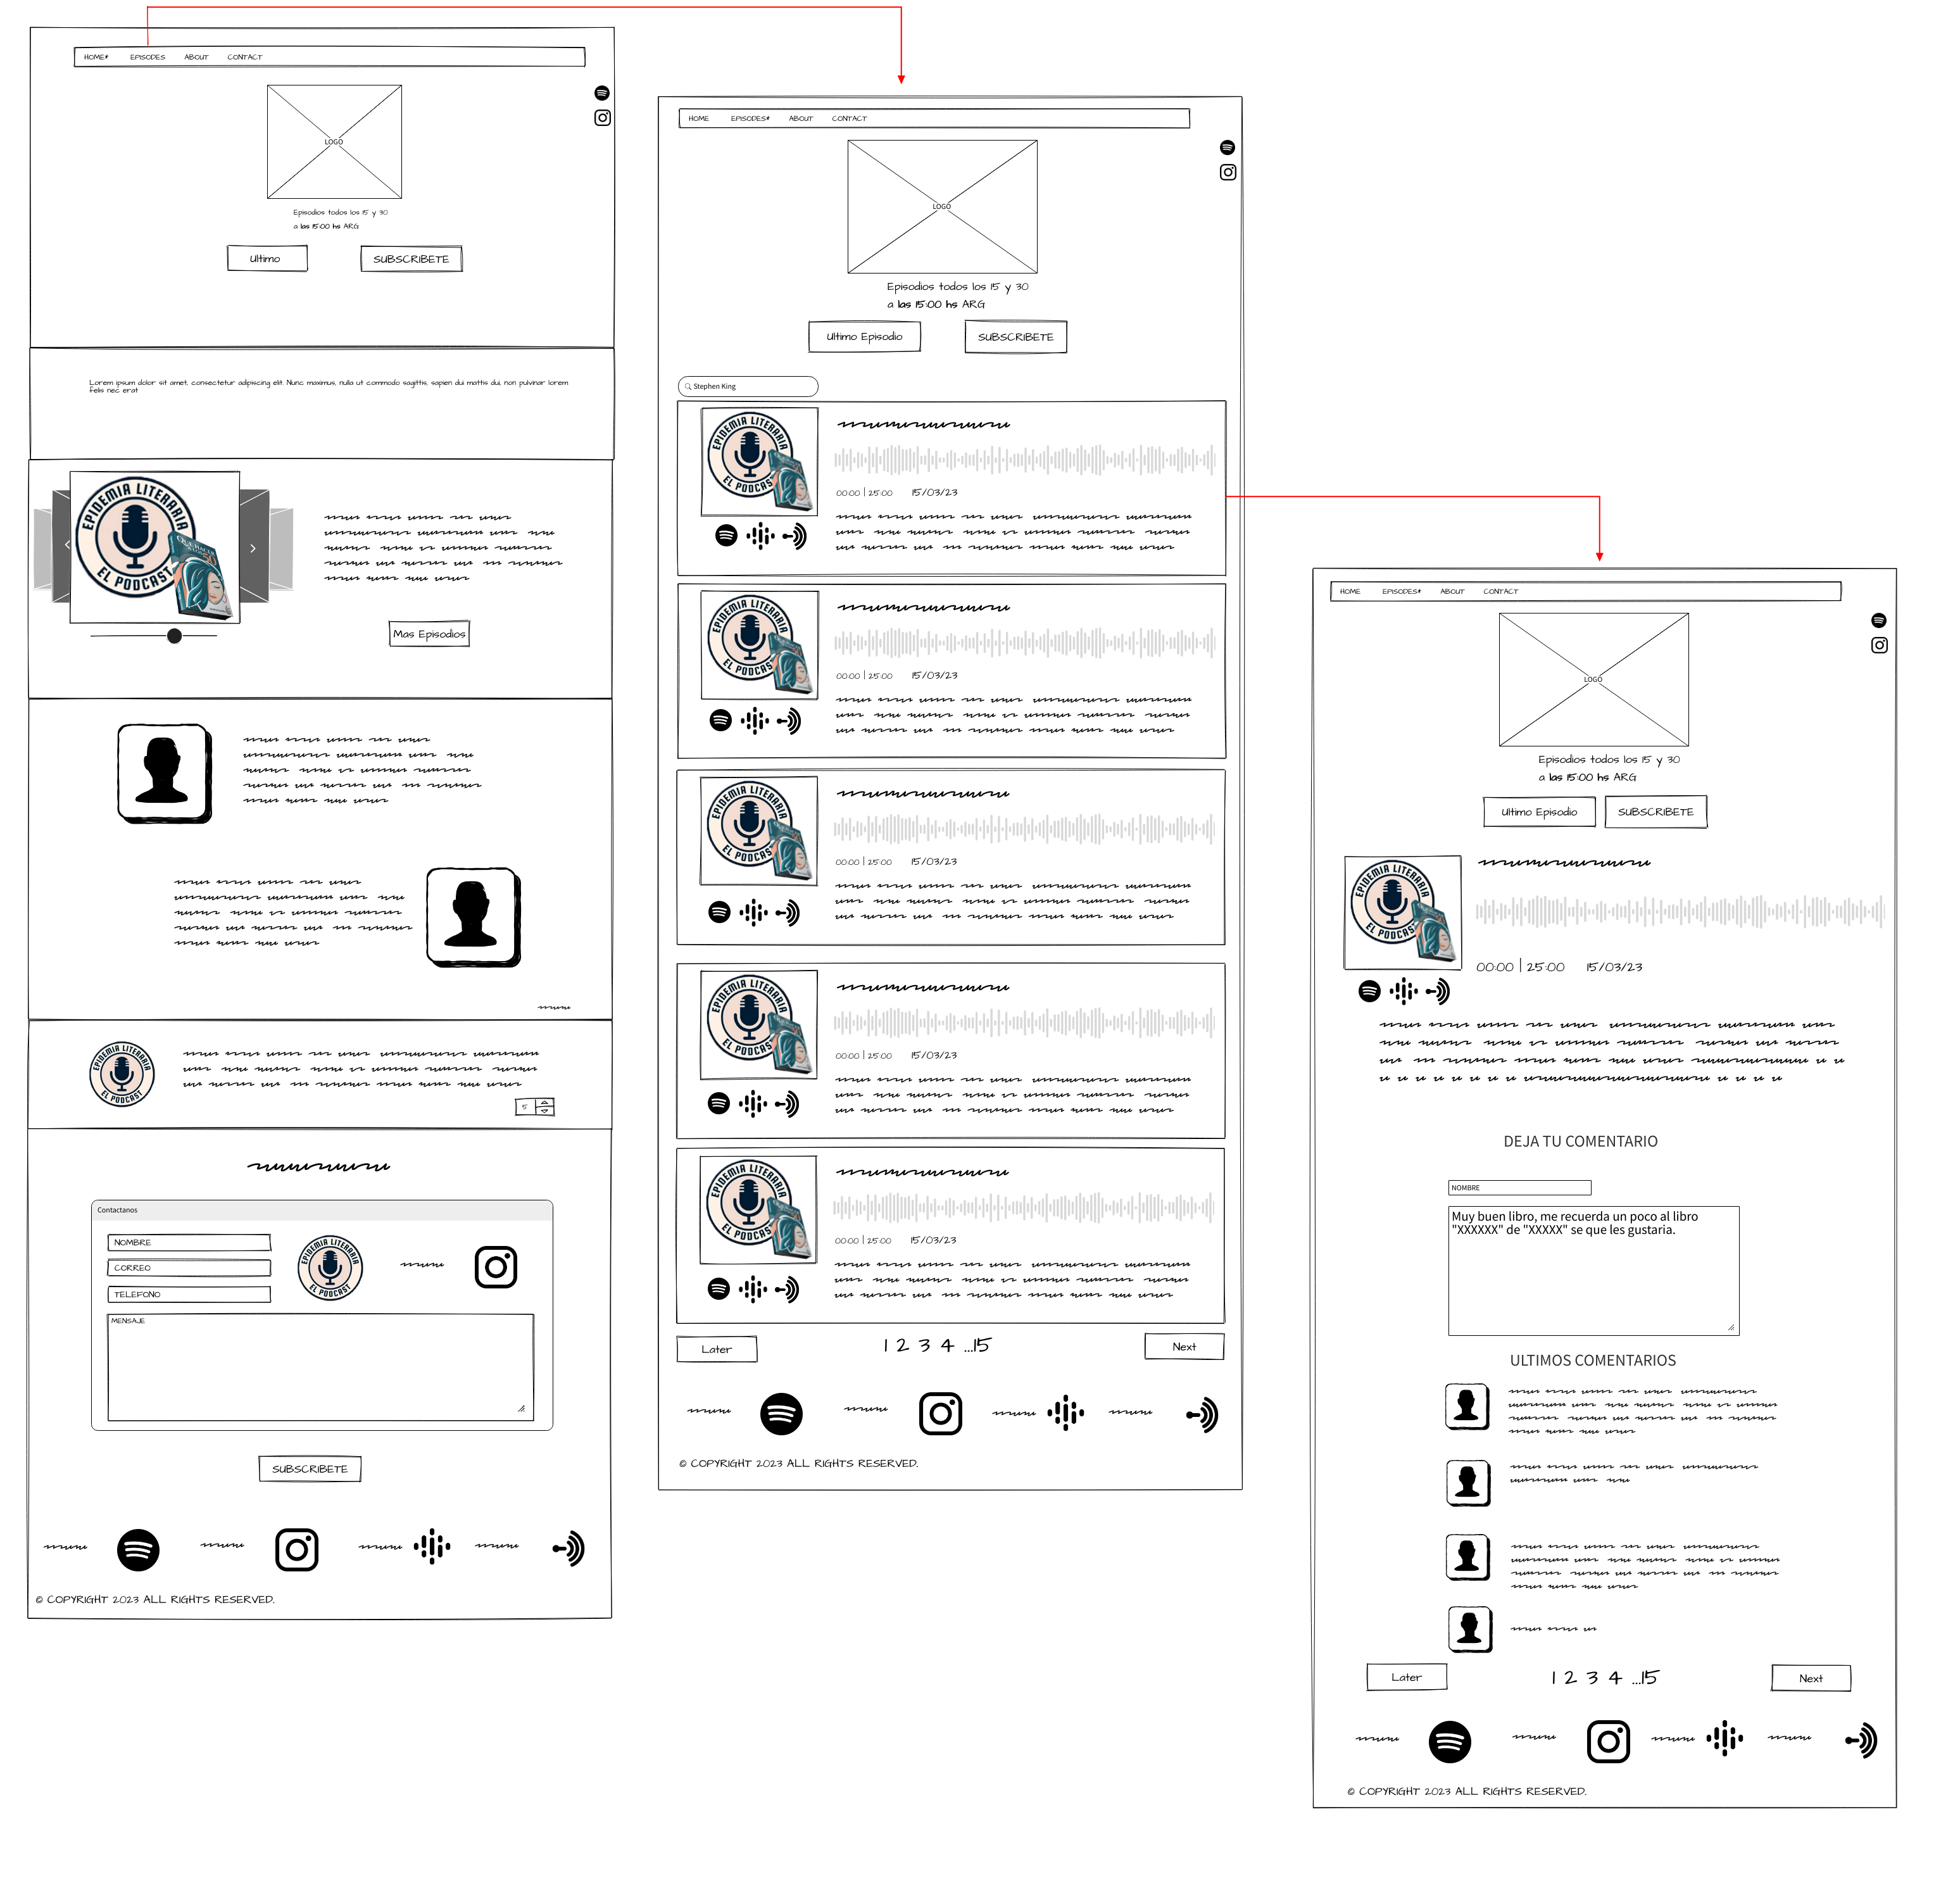 HOME*
EPISODES
ABOUT
CONTACT
LOGO
Episodios todos los 15 y 30
a las 15:00 hs ARG
Ultimo
SUBSCRIBETE
Lorem ipsum dolor sit amet, consectetur adipiscing elit. Nunc maximus, nulla ut commodo sagittis, sapien dui mattis dui, non pulvinar lorem
felis nec erat
EPIDEMIA LITERARIA
EL PODCAST
Mas Episodios
EPIDEMIA LITERARIA
EL PODCAST
5
Contactanos
NOMBRE
CORREO
TELEFONO
EPIDEMIA LITERARIA
EL PODCAST
MENSAJE
SUBSCRIBETE
© COPYRIGHT 2023 ALL RIGHTS RESERVED.
HOME
EPISODES*
ABOUT
CONTACT
LOGO
Episodios todos los 15 y 30
a las 15:00 hs ARG
Ultimo Episodio
SUBSCRIBETE
Stephen King
EPIDEMIA LITERARIA
EL PODCAS
00:00 | 25:00 15/03/23
EPIDEMIA LITERARIA
EL PODCAS
00:00 | 25:00 15/03/23
EPIDEMIA LITERARIA
EL PODCAS
00:00 | 25:00 15/03/23
EPIDEMIA LITERARIA
EL PODCAS
00:00 | 25:00 15/03/23
EPIDEMIA LITERARIA
EL PODCAS
00:00 | 25:00 15/03/23
Later
1 2 3 4 ...15
Next
© COPYRIGHT 2023 ALL RIGHTS RESERVED.
HOME
EPISODES*
ABOUT
CONTACT
LOGO
Episodios todos los 15 y 30
a las 15:00 hs ARG
Ultimo Episodio
SUBSCRIBETE
EPIDEMIA LITERARIA
EL PODCAS
00:00 | 25:00 15/03/23
DEJA TU COMENTARIO
NOMBRE
Muy buen libro, me recuerda un poco al libro
"XXXXXX" de "XXXXX" se que les gustaria.
ULTIMOS COMENTARIOS
Later
1 2 3 4 ...15
Next
© COPYRIGHT 2023 ALL RIGHTS RESERVED.